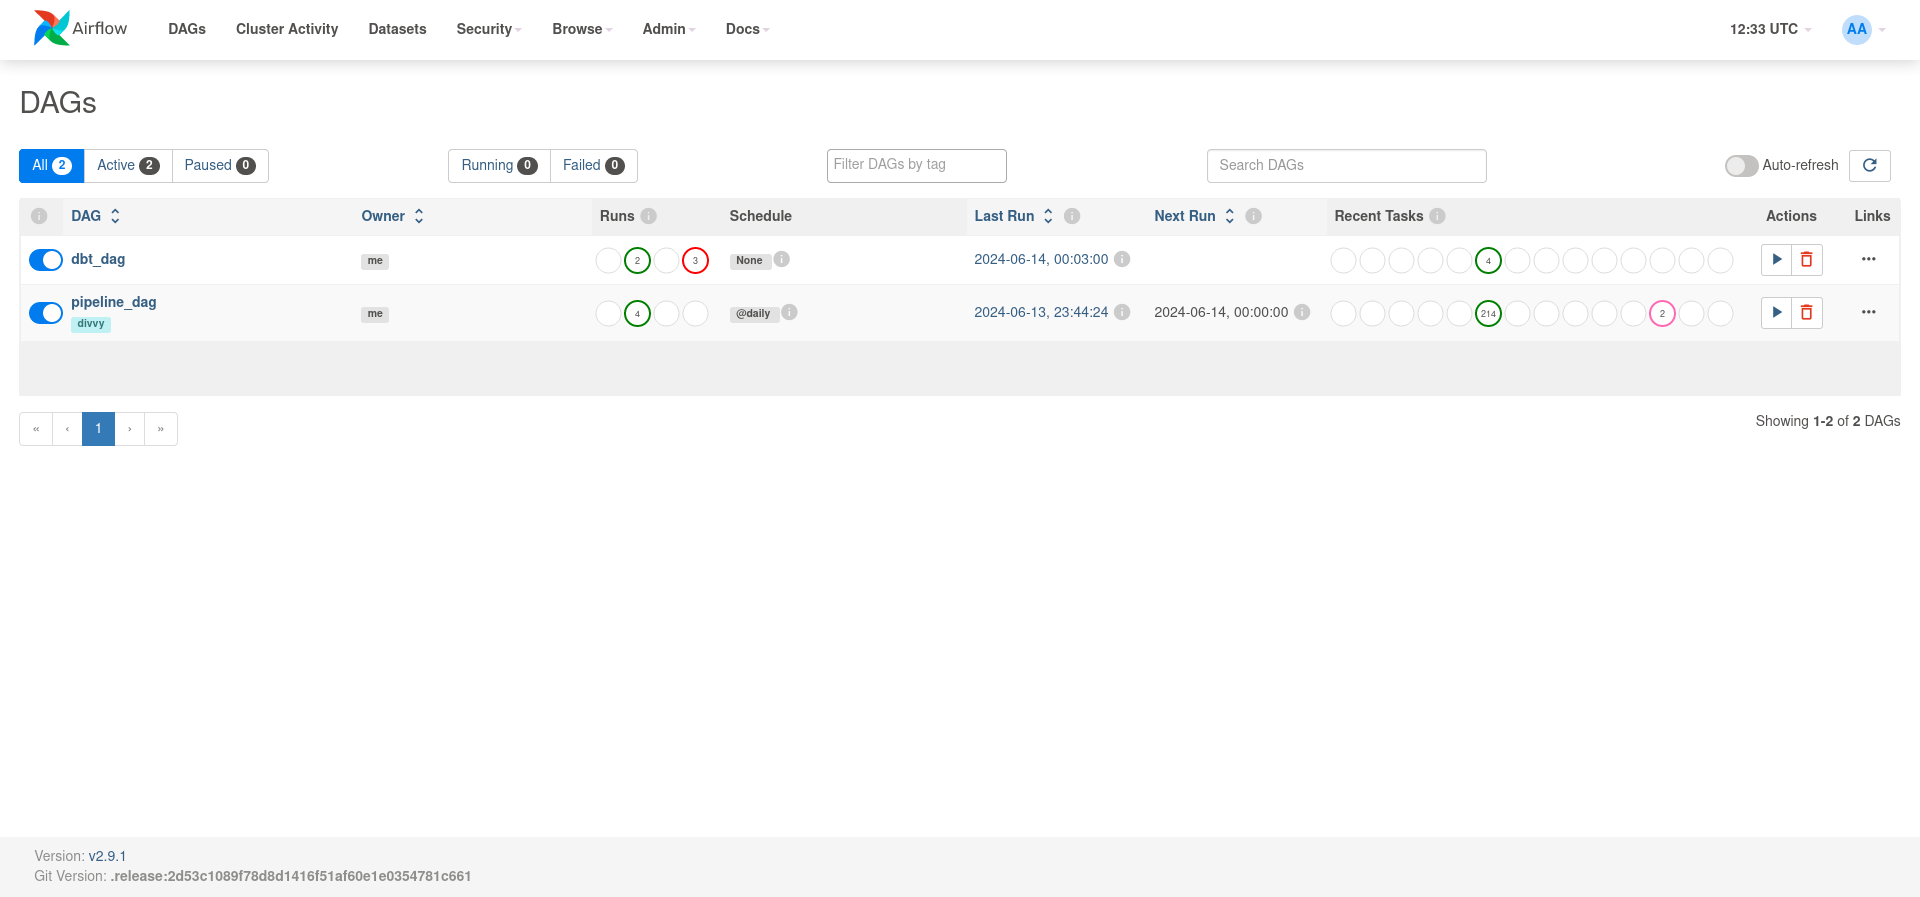 Airflow DAGs Cluster Activity Datasets Security Browse Admin Docs 12:33 UTC AA
DAGs
All 2 Active 2 Paused 0 Running 0 Failed 0 Filter DAGs by tag Search DAGs Auto-refresh
DAG Owner Runs Schedule Last Run Next Run Recent Tasks Actions Links
dbt_dag me 2 3 None 2024-06-14, 00:03:00 4
pipeline_dag me 4 @daily 2024-06-13, 23:44:24 2024-06-14, 00:00:00 214 2
divvy
« ‹ 1 › » Showing 1-2 of 2 DAGs
Version: v2.9.1
Git Version: .release:2d53c1089f78d8d1416f51af60e1e0354781c661